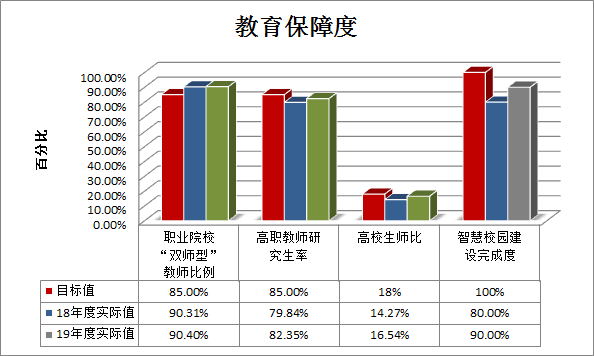 教育保障度
百分比
100.00%
90.00%
80.00%
70.00%
60.00%
50.00%
40.00%
30.00%
20.00%
10.00%
0.00%
职业院校
“双师型”
教师比例
高职教师研
究生率
高校生师比
智慧校园建
设完成度
目标值 85.00% 85.00% 18% 100%
18年度实际值 90.31% 79.84% 14.27% 80.00%
19年度实际值 90.40% 82.35% 16.54% 90.00%